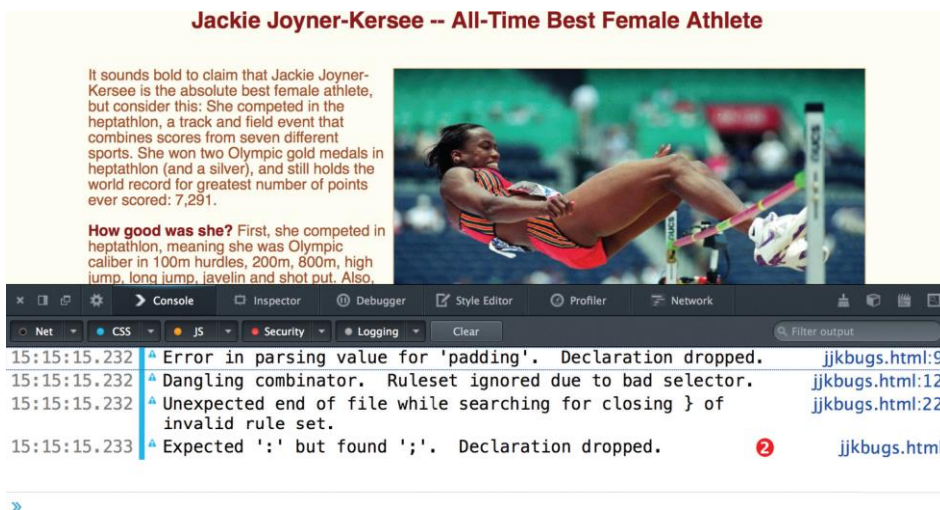 Jackie Joyner-Kersee -- All-Time Best Female Athlete
It sounds bold to claim that Jackie Joyner-
Kersee is the absolute best female athlete,
but consider this: She competed in the
heptathlon, a track and field event that
combines scores from seven different
sports. She won two Olympic gold medals in
heptathlon (and a silver), and still holds the
world record for greatest number of points
ever scored: 7,291.
How good was she? First, she competed in
heptathlon, meaning she was Olympic
caliber in 100m hurdles, 200m, 800m, high
jump, long jump, javelin and shot put. Also,
UCS
Console Inspector Debugger Style Editor Profiler Network
Net CSS JS Security Logging Clear Filter output
15:15:15.232 Error in parsing value for 'padding'. Declaration dropped. jjkbugs.html:9
15:15:15.232 Dangling combinator. Ruleset ignored due to bad selector. jjkbugs.html:12
15:15:15.232 Unexpected end of file while searching for closing } of jjkbugs.html:22
invalid rule set.
15:15:15.233 Expected ':' but found ';'. Declaration dropped. 2 jjkbugs.html
»